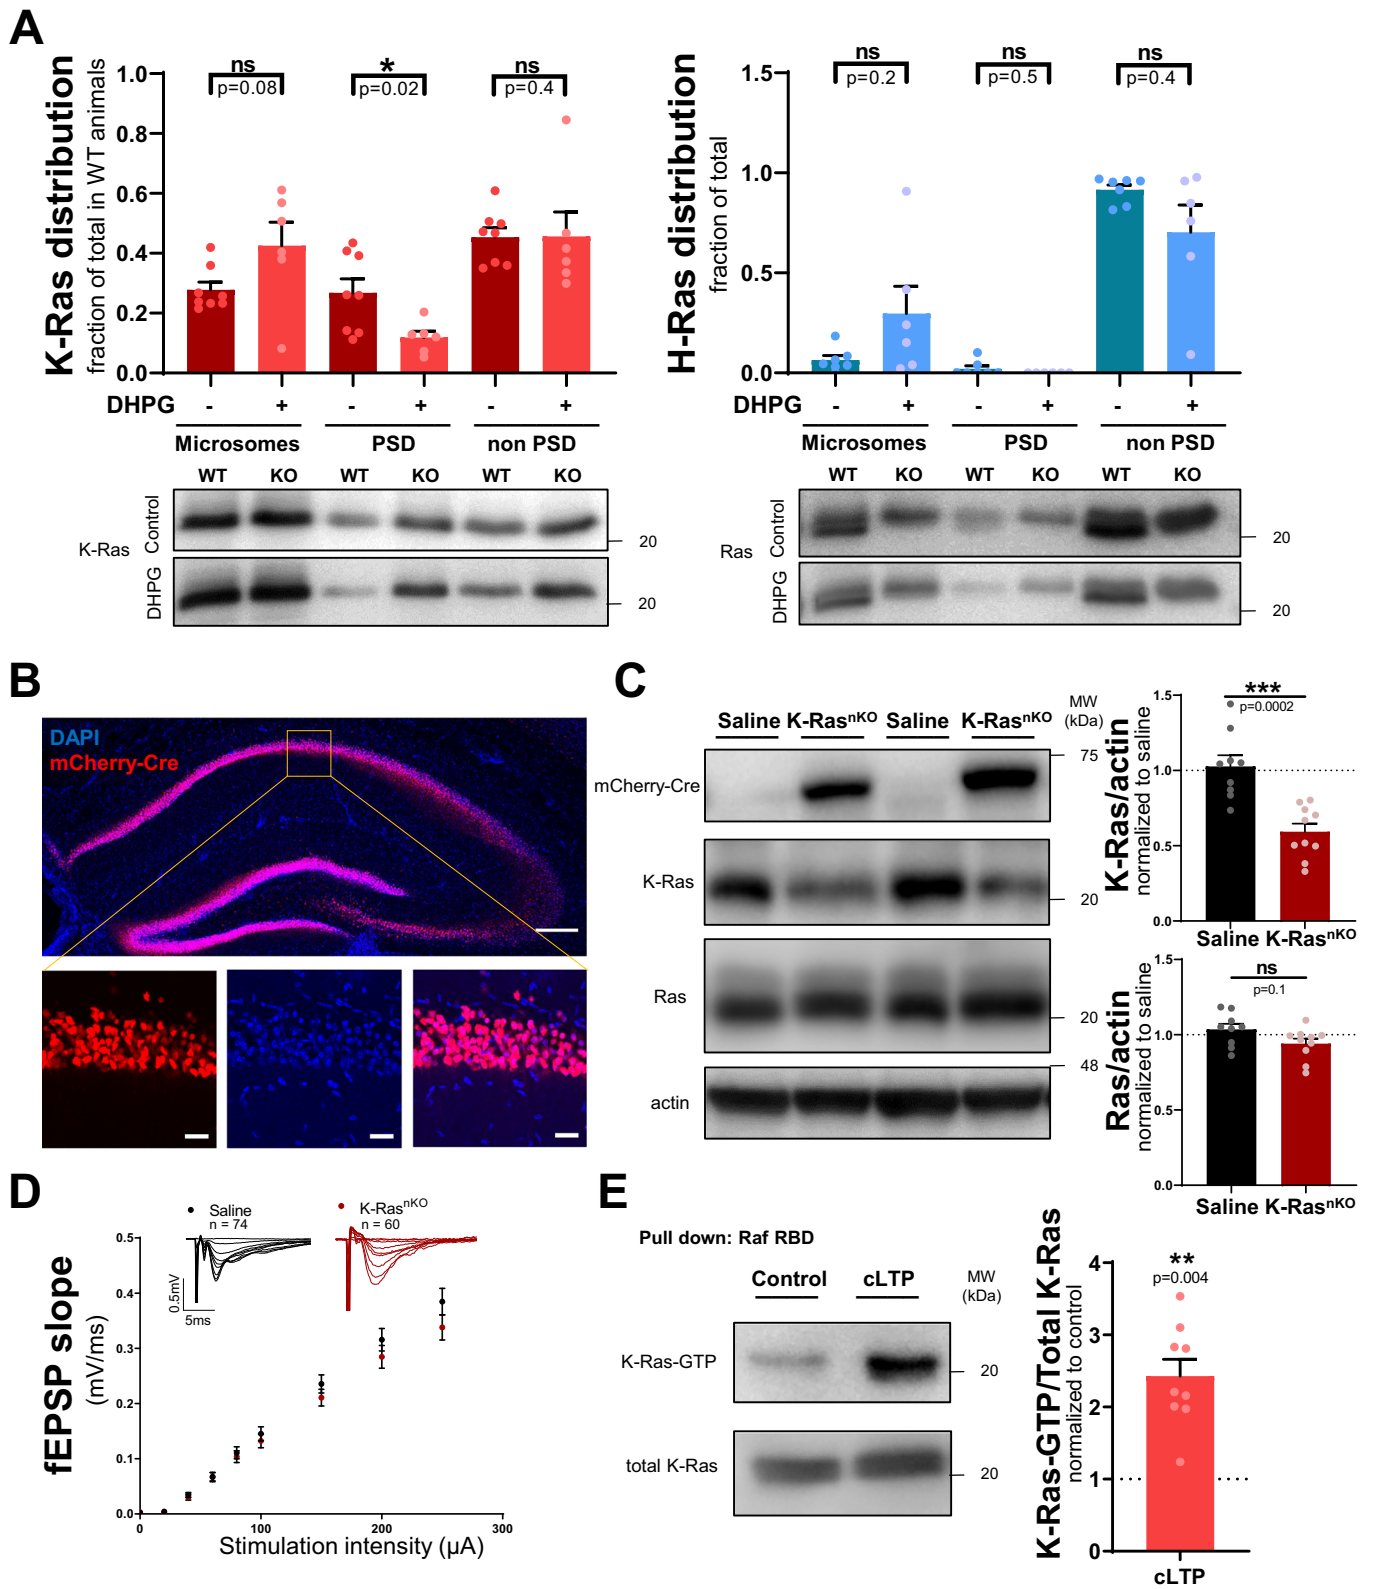 A
K-Ras distribution
fraction of total in WT animals
1.0
0.8
0.6
0.4
0.2
0.0
ns
p=0.08
*
p=0.02
ns
p=0.4
DHPG - + - + - +
Microsomes PSD non PSD
WT KO WT KO WT KO
K-Ras
Control
20
DHPG
20
H-Ras distribution
fraction of total
1.5
1.0
0.5
0.0
ns
p=0.2
ns
p=0.5
ns
p=0.4
DHPG - + - + - +
Microsomes PSD non PSD
WT KO WT KO WT KO
Ras
Control
20
DHPG
20
B
DAPI
mCherry-Cre
C
Saline K-RasnKO Saline K-RasnKO
MW
(kDa)
mCherry-Cre
75
K-Ras
20
Ras
20
48
actin
K-Ras/actin
normalized to saline
1.5
1.0
0.5
0.0
***
p=0.0002
Saline K-RasnKO
Ras/actin
normalized to saline
1.5
1.0
0.5
0.0
ns
p=0.1
Saline K-RasnKO
D
fEPSP slope
(mV/ms)
Saline
n = 74
K-RasnKO
n = 60
0.5mV
5ms
0.5
0.4
0.3
0.2
0.1
0.0
0 100 200 300
Stimulation intensity (µA)
E
Pull down: Raf RBD
Control cLTP
MW
(kDa)
K-Ras-GTP
20
total K-Ras
20
K-Ras-GTP/Total K-Ras
normalized to control
4
3
2
1
0
**
p=0.004
cLTP